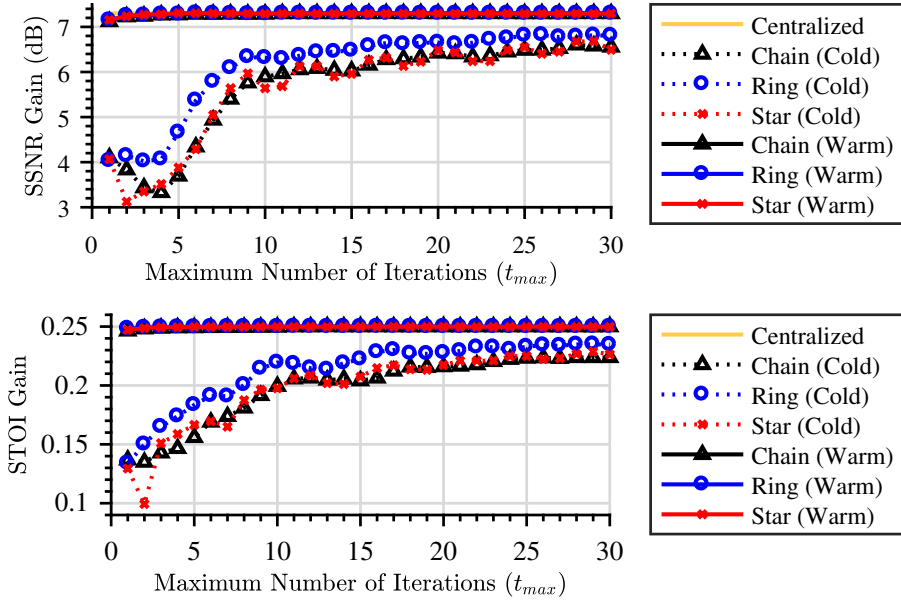 SSNR Gain (dB)
7
6
5
4
3
0 5 10 15 20 25 30
Maximum Number of Iterations (t_max)
Centralized
Chain (Cold)
Ring (Cold)
Star (Cold)
Chain (Warm)
Ring (Warm)
Star (Warm)
STOI Gain
0.25
0.2
0.15
0.1
0 5 10 15 20 25 30
Maximum Number of Iterations (t_max)
Centralized
Chain (Cold)
Ring (Cold)
Star (Cold)
Chain (Warm)
Ring (Warm)
Star (Warm)